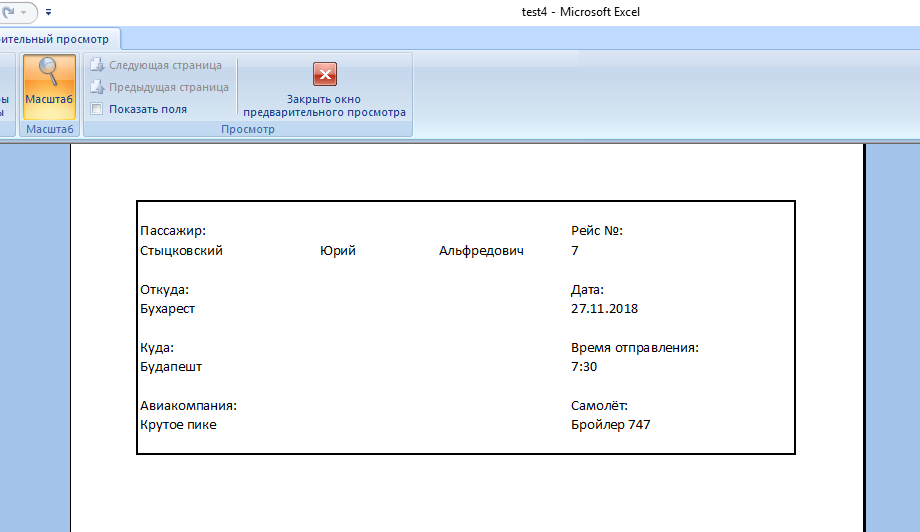 test4 - Microsoft Excel
ительный просмотр
Масштаб
Следующая страница
Предыдущая страница
Показать поля
Закрыть окно
предварительного просмотра
Масштаб
Просмотр
Пассажир: Рейс №:
Стыцковский Юрий Альфредович 7
Откуда: Дата:
Бухарест 27.11.2018
Куда: Время отправления:
Будапешт 7:30
Авиакомпания: Самолёт:
Крутое пике Бройлер 747